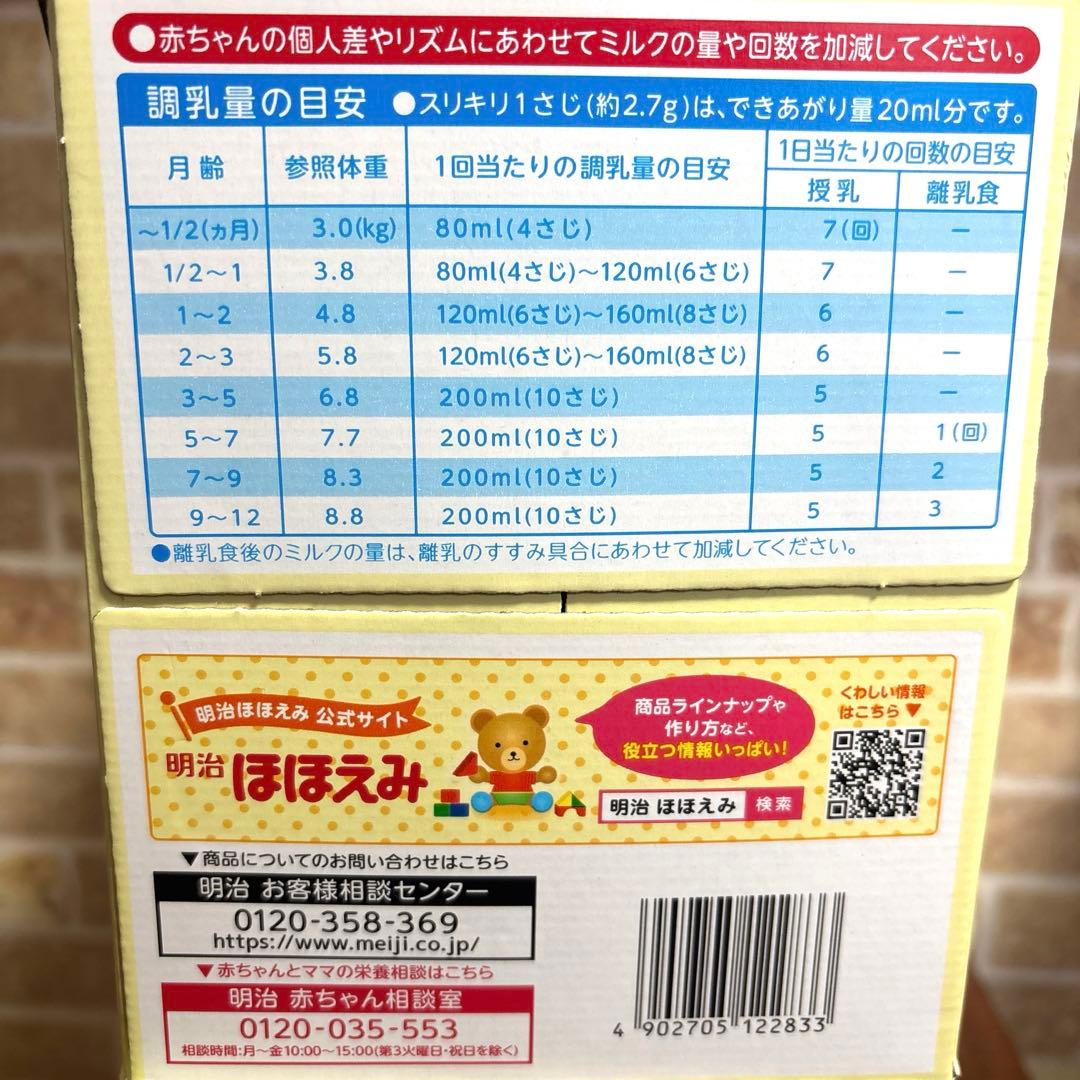 ●赤ちゃんの個人差やリズムにあわせてミルクの量や回数を加減してください。
調乳量の目安 ●スリキリ1さじ(約2.7g)は、できあがり量20ml分です。
月齢 参照体重 1回当たりの調乳量の目安 1日当たりの回数の目安
授乳 離乳食
～1/2(ヵ月) 3.0(kg) 80ml(4さじ) 7(回) ー
1/2～1 3.8 80ml(4さじ)～120ml(6さじ) 7 ー
1～2 4.8 120ml(6さじ)～160ml(8さじ) 6 ー
2～3 5.8 120ml(6さじ)～160ml(8さじ) 6 ー
3～5 6.8 200ml(10さじ) 5 ー
5～7 7.7 200ml(10さじ) 5 1(回)
7～9 8.3 200ml(10さじ) 5 2
9～12 8.8 200ml(10さじ) 5 3
●離乳食後のミルクの量は、離乳のすすみ具合にあわせて加減してください。
明治ほほえみ 公式サイト
明治 ほほえみ
商品ラインナップや
作り方など、
役立つ情報いっぱい!
明治 ほほえみ 検索
くわしい情報
はこちら▼
▼商品についてのお問い合わせはこちら
明治 お客様相談センター
0120-358-369
https://www.meiji.co.jp/
▼赤ちゃんとママの栄養相談はこちら
明治 赤ちゃん相談室
0120-035-553
相談時間:月～金10:00～15:00(第3火曜日・祝日を除く)
4 902705 122833